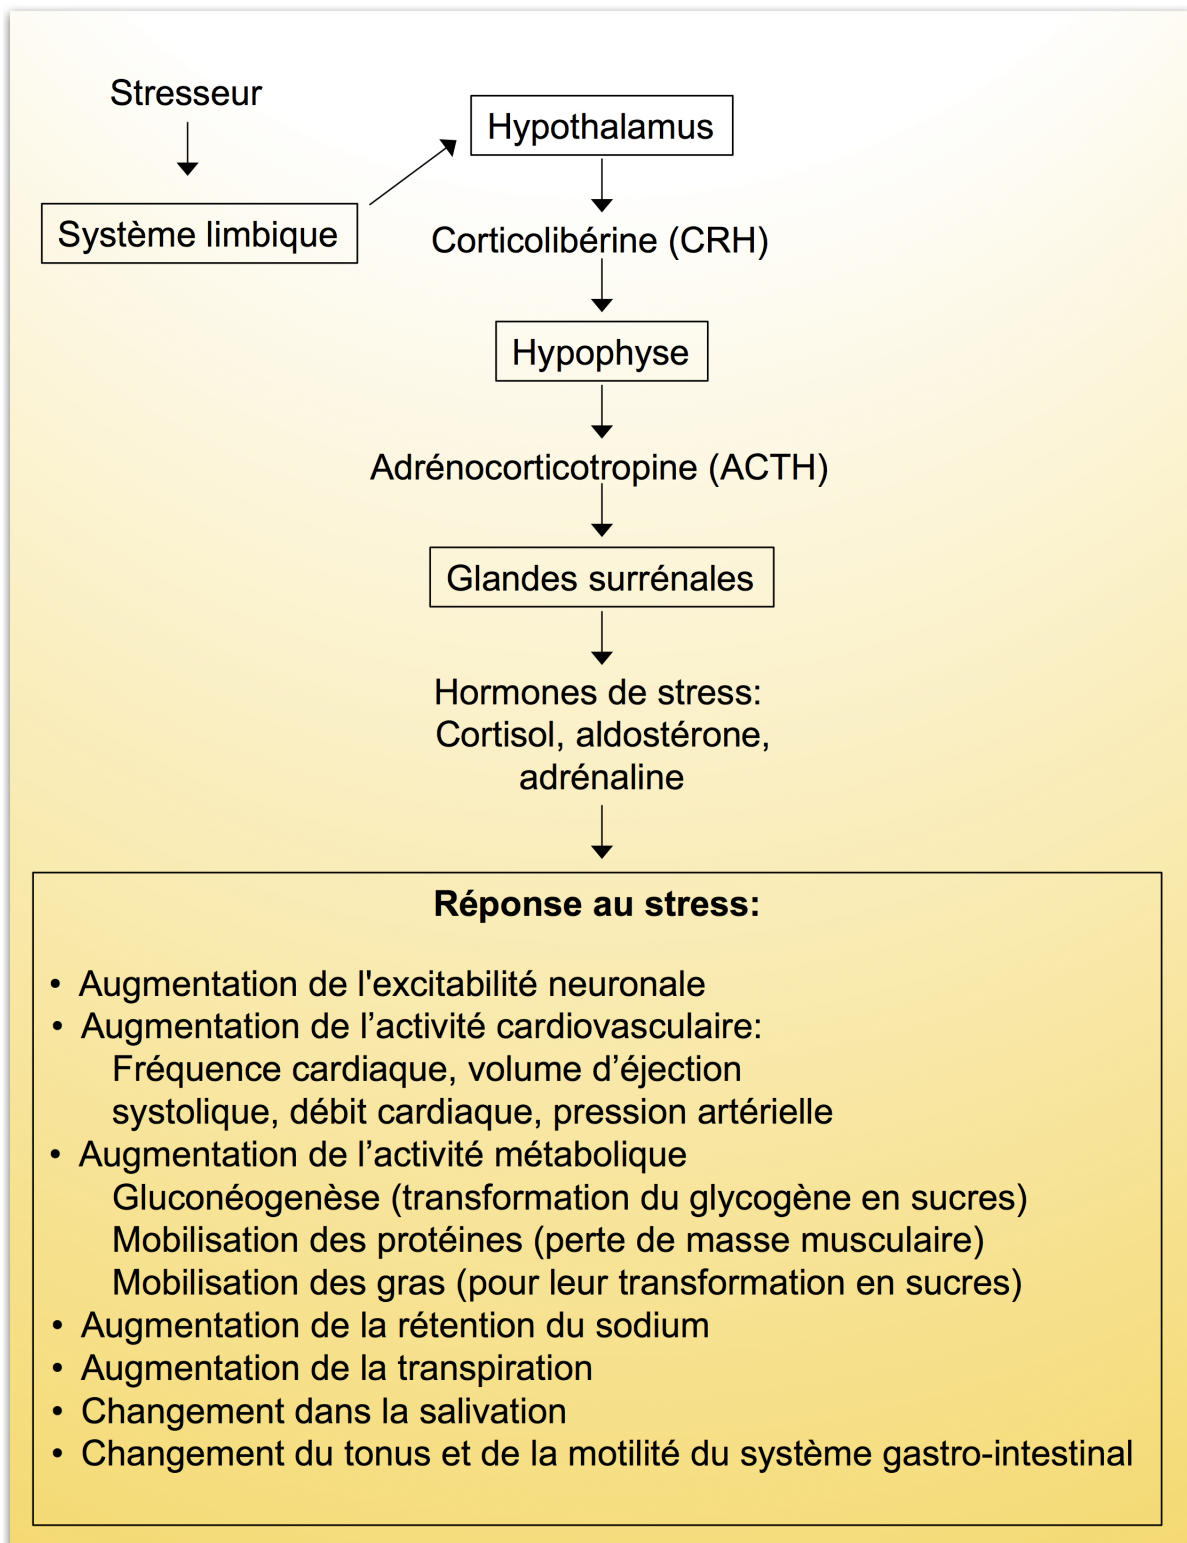 Stresseur
Hypothalamus
Système limbique
Corticolibérine (CRH)
Hypophyse
Adrénocorticotropine (ACTH)
Glandes surrénales
Hormones de stress:
Cortisol, aldostérone,
adrénaline
Réponse au stress:
• Augmentation de l'excitabilité neuronale
• Augmentation de l’activité cardiovasculaire:
Fréquence cardiaque, volume d’éjection
systolique, débit cardiaque, pression artérielle
• Augmentation de l’activité métabolique
Gluconéogenèse (transformation du glycogène en sucres)
Mobilisation des protéines (perte de masse musculaire)
Mobilisation des gras (pour leur transformation en sucres)
• Augmentation de la rétention du sodium
• Augmentation de la transpiration
• Changement dans la salivation
• Changement du tonus et de la motilité du système gastro-intestinal